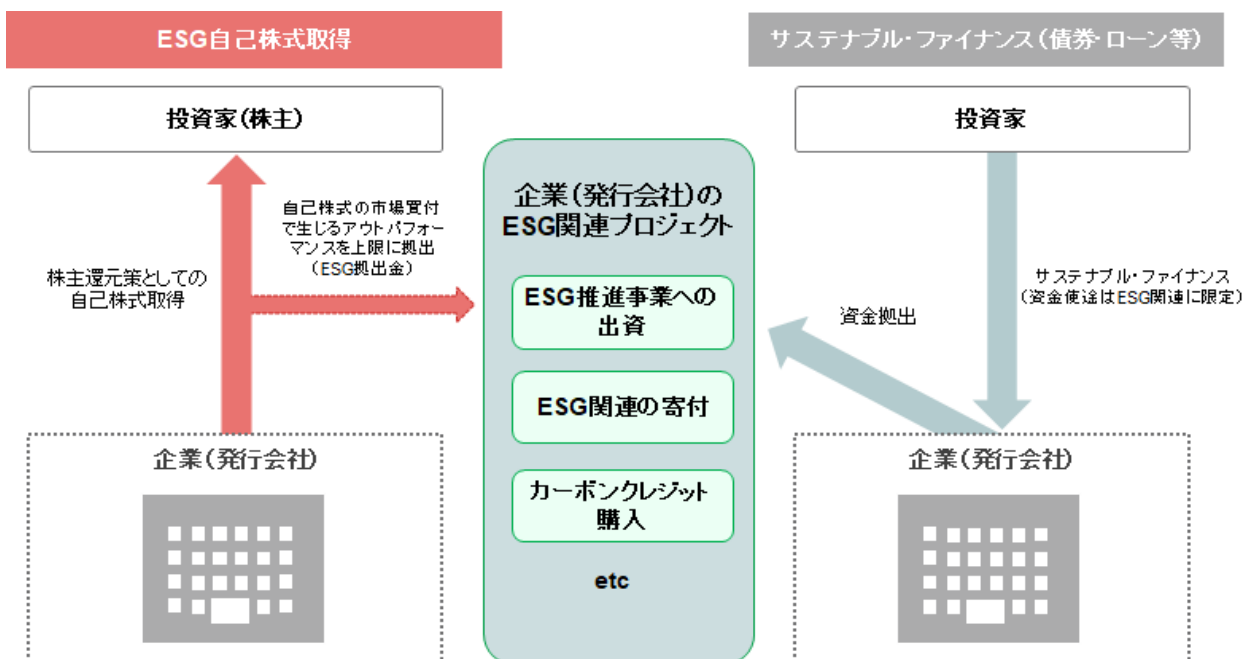 ESG自己株式取得
サステナブル・ファイナンス(債券・ローン等)
投資家(株主)
投資家
自己株式の市場買付
で生じるアウトパフォー
マンスを上限に拠出
(ESG拠出金)
株主還元策としての
自己株式取得
企業(発行会社)の
ESG関連プロジェクト
ESG推進事業への
出資
ESG関連の寄付
カーボンクレジット
購入
etc
サステナブル・ファイナンス
(資金使途はESG関連に限定)
資金拠出
企業(発行会社)
企業(発行会社)